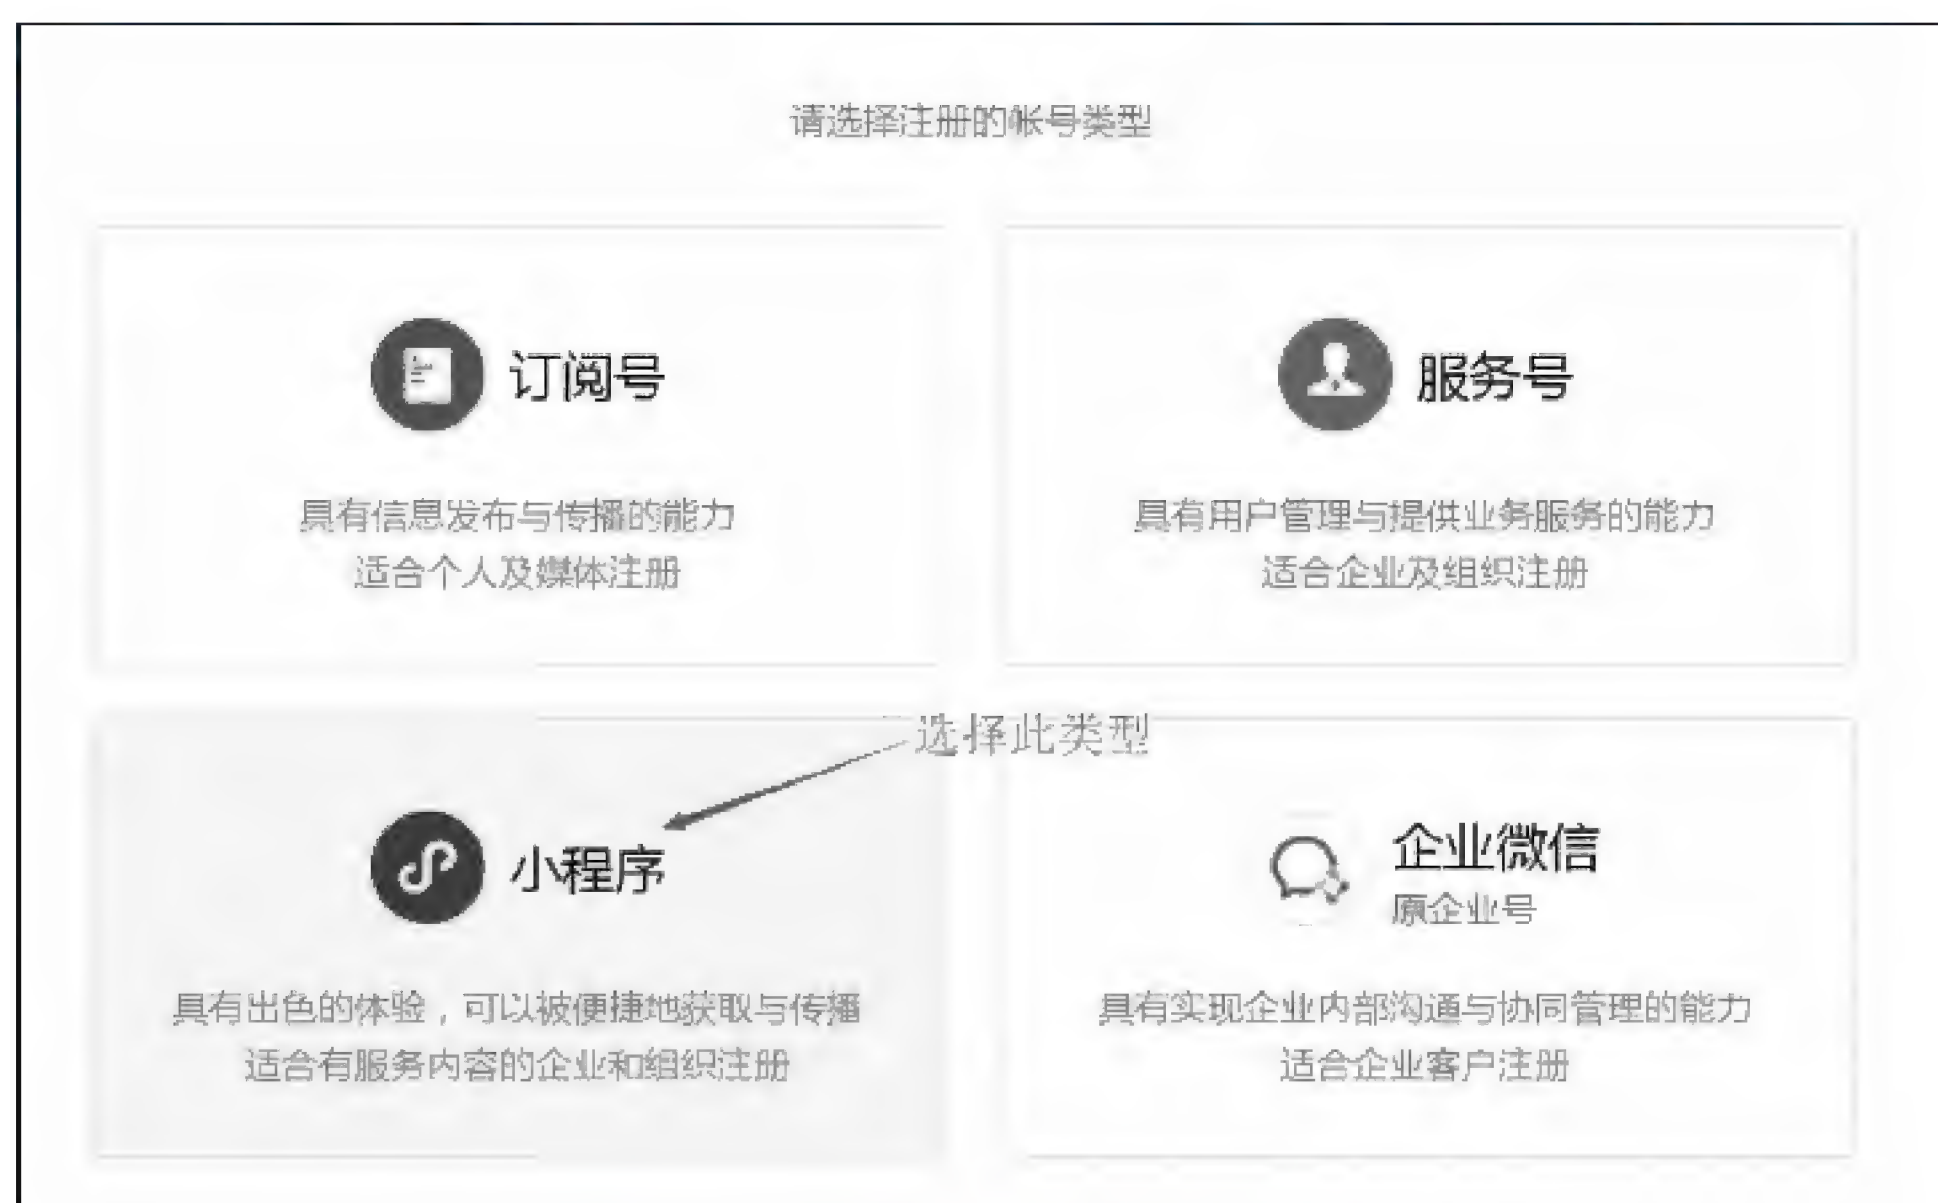 请选择注册的帐号类型
订阅号
具有信息发布与传播的能力
适合个人及媒体注册
服务号
具有用户管理与提供业务服务的能力
适合企业及组织注册
选择此类型
小程序
具有出色的体验，可以被便捷地获取与传播
适合有服务内容的企业和组织注册
企业微信
原企业号
具有实现企业内部沟通与协同管理的能力
适合企业客户注册